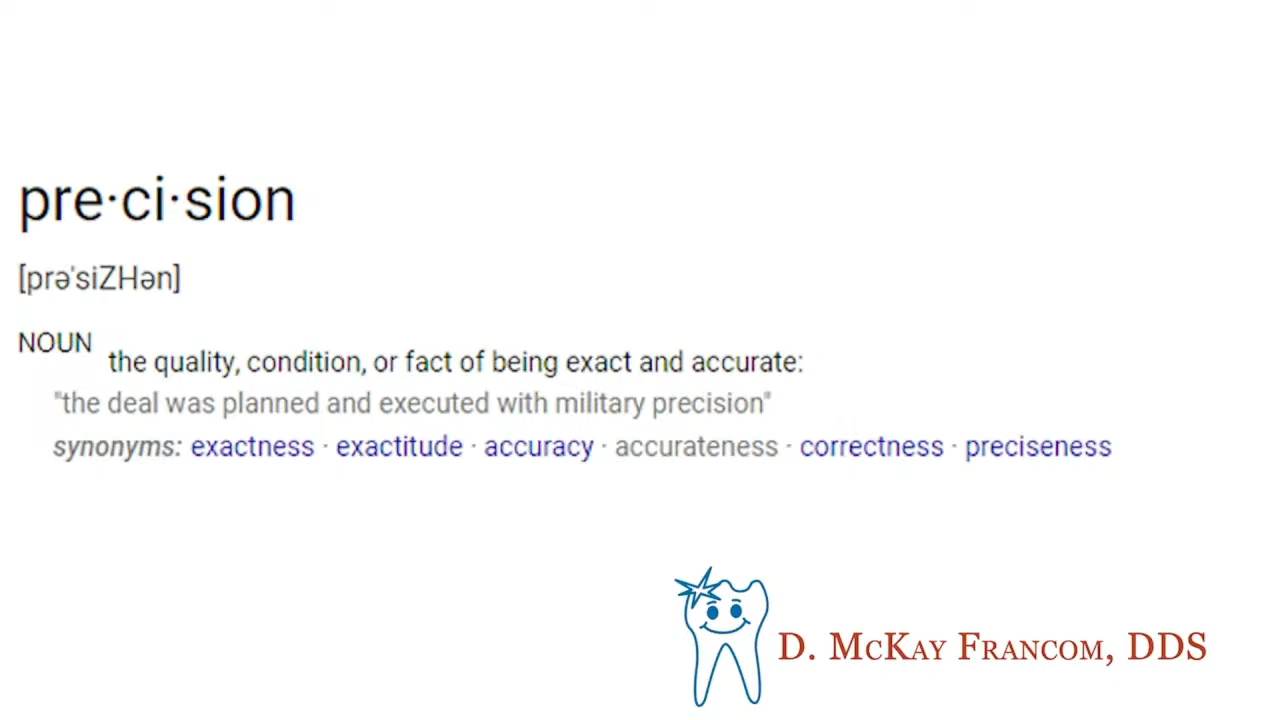 pre·ci·sion
[prəˈsiZHən]
NOUN the quality, condition, or fact of being exact and accurate:
"the deal was planned and executed with military precision"
synonyms: exactness · exactitude · accuracy · accurateness · correctness · preciseness
D. McKay Francom, DDS